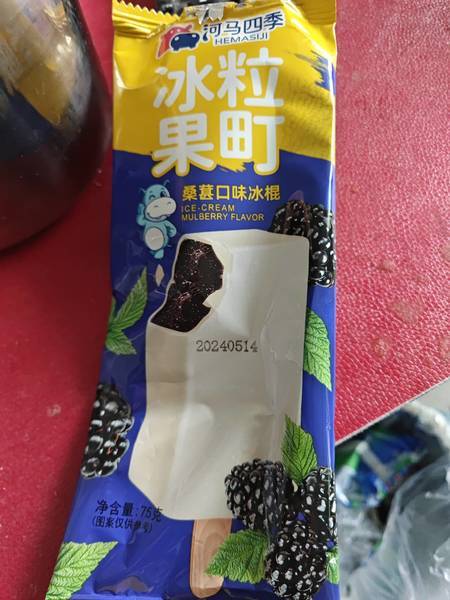 河马四季
HEMASIJI
冰粒
果町
桑葚口味冰棍
ICE-CREAM
MULBERRY FLAVOR
20240514
净含量:75克
(图案仅供参考)